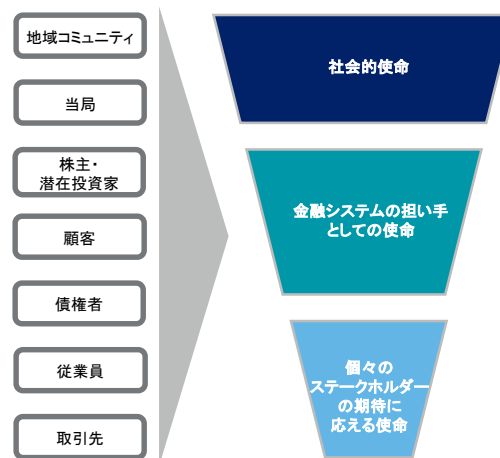 地域コミュニティ
当局
株主・
潜在投資家
顧客
債権者
従業員
取引先
社会的使命
金融システムの担い手
としての使命
個々の
ステークホルダー
の期待に
応える使命